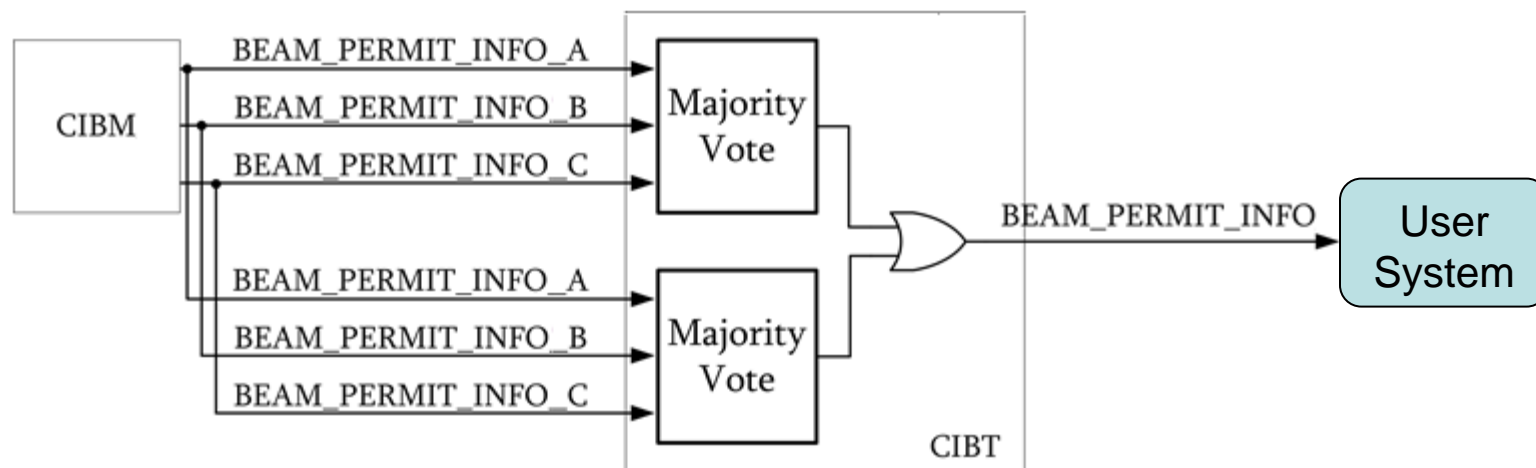 CIBM
BEAM_PERMIT_INFO_A
BEAM_PERMIT_INFO_B
BEAM_PERMIT_INFO_C
Majority
Vote
BEAM_PERMIT_INFO_A
BEAM_PERMIT_INFO_B
BEAM_PERMIT_INFO_C
Majority
Vote
CIBT
BEAM_PERMIT_INFO
User
System